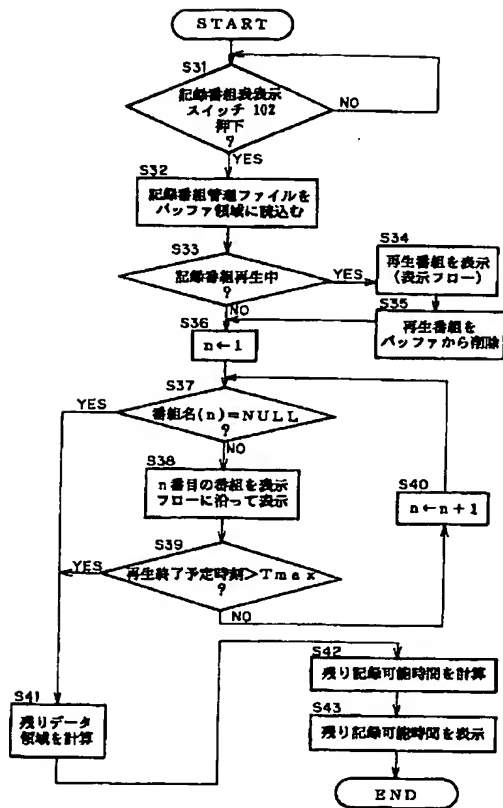 START
S31
記録番組表表示
スイッチ 102
押下
?
NO
YES
S32
記録番組管理ファイルを
バッファ領域に読込む
S33
記録番組再生中
?
YES
NO
S34
再生番組を表示
(表示フロー)
S35
再生番組を
バッファから削除
S36
n←1
S37
番組名(n)=NULL
?
YES
NO
S38
n番目の番組を表示
フローに沿って表示
S39
再生終了予定時刻>Tmax
?
YES
NO
S40
n←n+1
S41
残りデータ
領域を計算
S42
残り記録可能時間を計算
S43
残り記録可能時間を表示
END